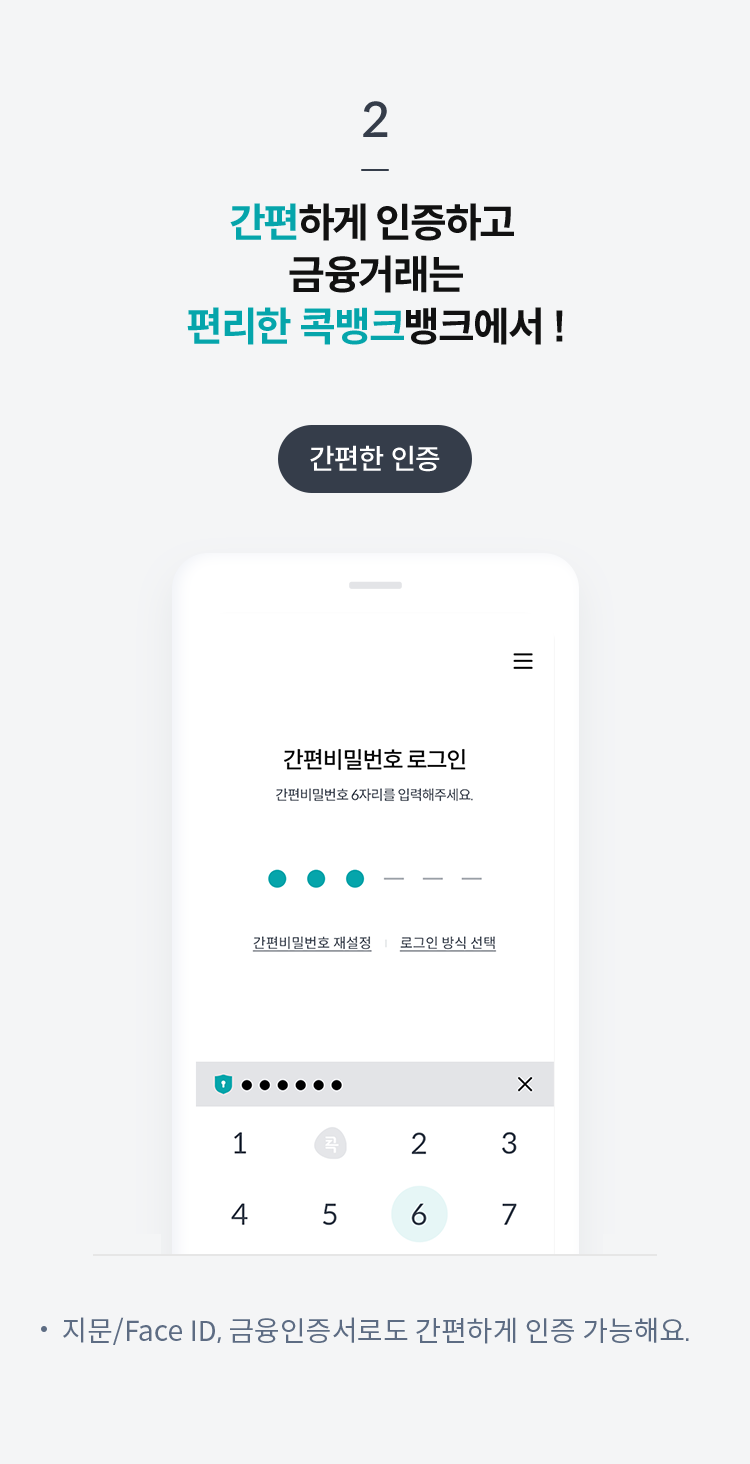 2
간편하게 인증하고
금융거래는
편리한 콕뱅크뱅크에서 !
간편한 인증
간편비밀번호 로그인
간편비밀번호 6자리를 입력해주세요.
간편비밀번호 재설정 로그인 방식 선택
1 콕 2 3
4 5 6 7
• 지문/Face ID, 금융인증서로도 간편하게 인증 가능해요.